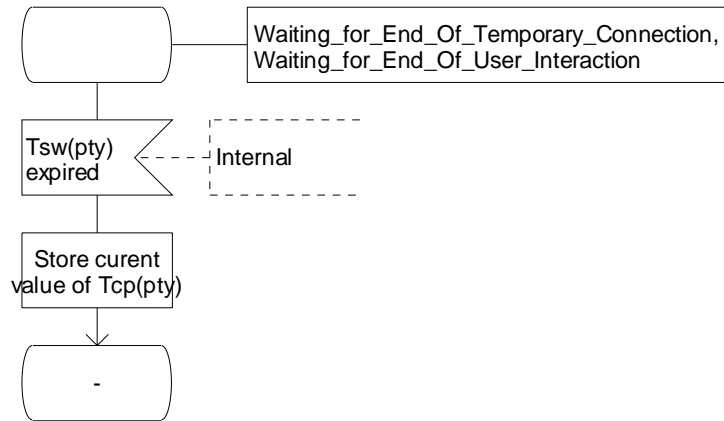 Waiting_for_End_Of_Temporary_Connection,
Waiting_for_End_Of_User_Interaction
Tsw(pty)
expired
Internal
Store curent
value of Tcp(pty)
-